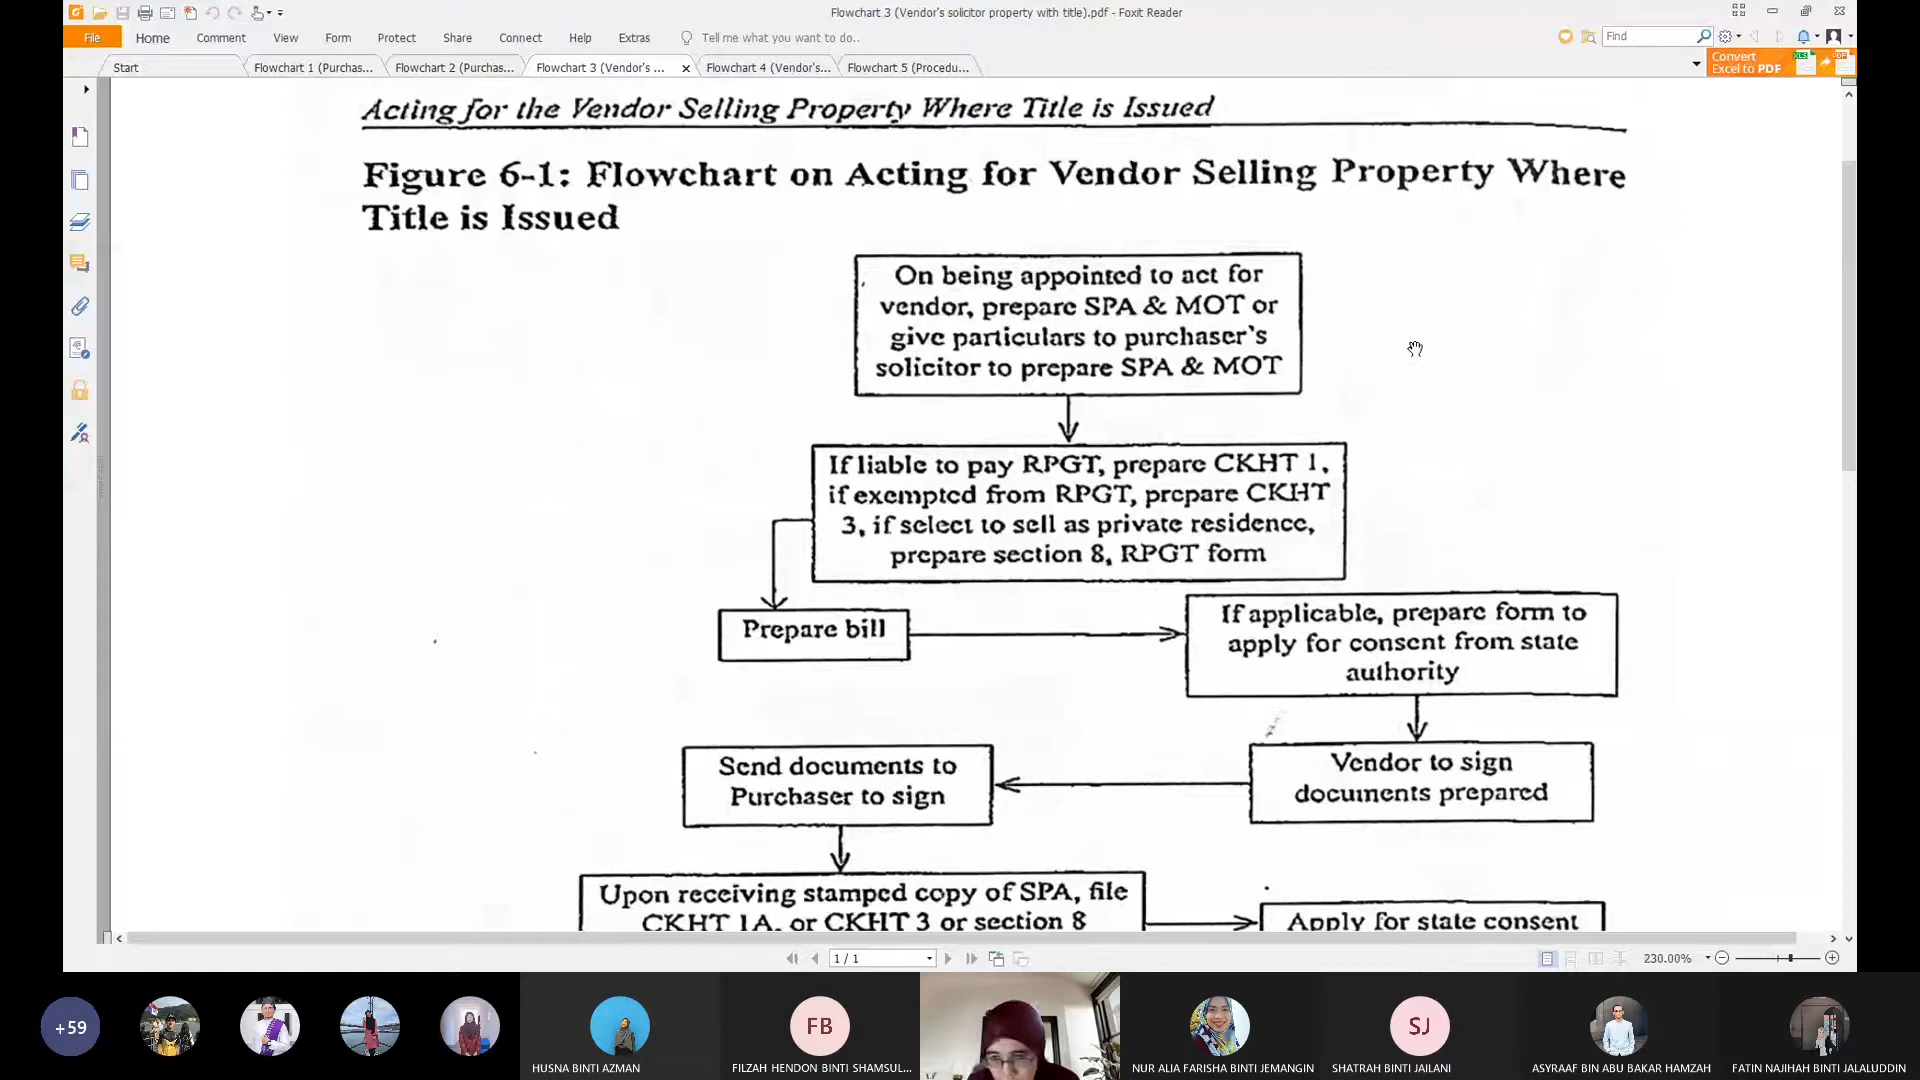 Flowchart 3 (Vendor's solicitor property with title).pdf - Foxit Reader
File
Home
Comment
View
Form
Protect
Share
Connect
Help
Extras
Tell me what you want to do..
Find
Start
Flowchart 1 (Purchas...
Flowchart 2 (Purchas...
Flowchart 3 (Vendor's ...
Flowchart 4 (Vendor's...
Flowchart 5 (Procedu...
Convert
Excel to PDF
Acting for the Vendor Selling Property Where Title is Issued
Figure 6-1: Flowchart on Acting for Vendor Selling Property Where
Title is Issued
On being appointed to act for
vendor, prepare SPA & MOT or
give particulars to purchaser's
solicitor to prepare SPA & MOT
If liable to pay RPGT, prepare CKHT 1,
if exempted from RPGT, prepare CKHT
3, if select to sell as private residence,
prepare section 8, RPGT form
Prepare bill
If applicable, prepare form to
apply for consent from state
authority
Vendor to sign
documents prepared
Send documents to
Purchaser to sign
Upon receiving stamped copy of SPA, file
CKHT 1A, or CKHT 3 or section 8
Apply for state consent
1 / 1
230.00%
+59
HUSNA BINTI AZMAN
FB
FILZAH HENDON BINTI SHAMSUL...
NUR ALIA FARISHA BINTI JEMANGIN
SJ
SHATRAH BINTI JAILANI
ASYRAAF BIN ABU BAKAR HAMZAH
FATIN NAJIHAH BINTI JALALUDDIN